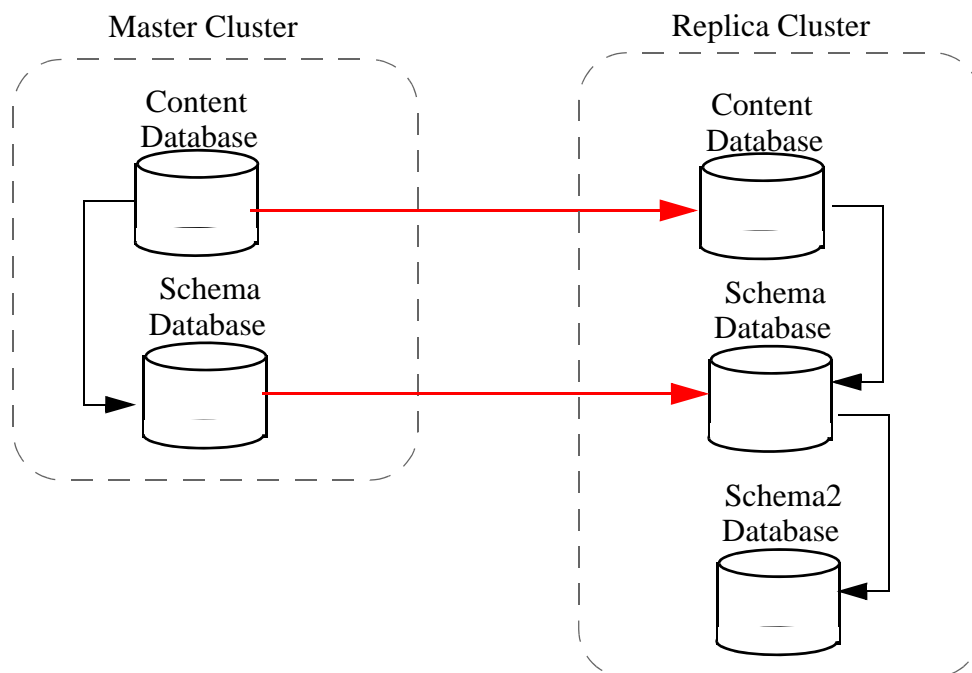 Master Cluster
Content
Database
Schema
Database
Replica Cluster
Content
Database
Schema
Database
Schema2
Database